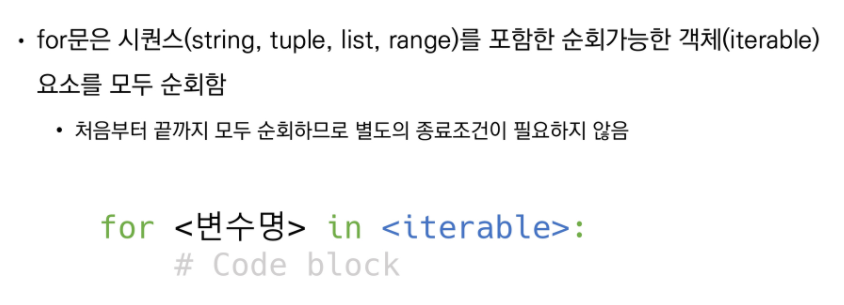 • for문은 시퀀스(string, tuple, list, range)를 포함한 순회가능한 객체(iterable)
요소를 모두 순회함
• 처음부터 끝까지 모두 순회하므로 별도의 종료조건이 필요하지 않음
for <변수명> in <iterable>:
# Code block